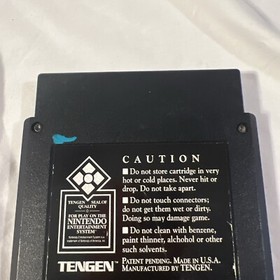 CAUTION
■ Do not store cartridge in very
hot or cold places. Never hit or
drop. Do not take apart.
■ Do not touch connectors;
do not get them wet or dirty.
Doing so may damage game.
■ Do not clean with benzene,
paint thinner, alcohol or other
such solvents.
PATENT PENDING. MADE IN U.S.A.
MANUFACTURED BY TENGEN.
TENGEN SEAL OF
QUALITY
FOR PLAY ON THE
NINTENDO
ENTERTAINMENT
SYSTEM
TENGEN